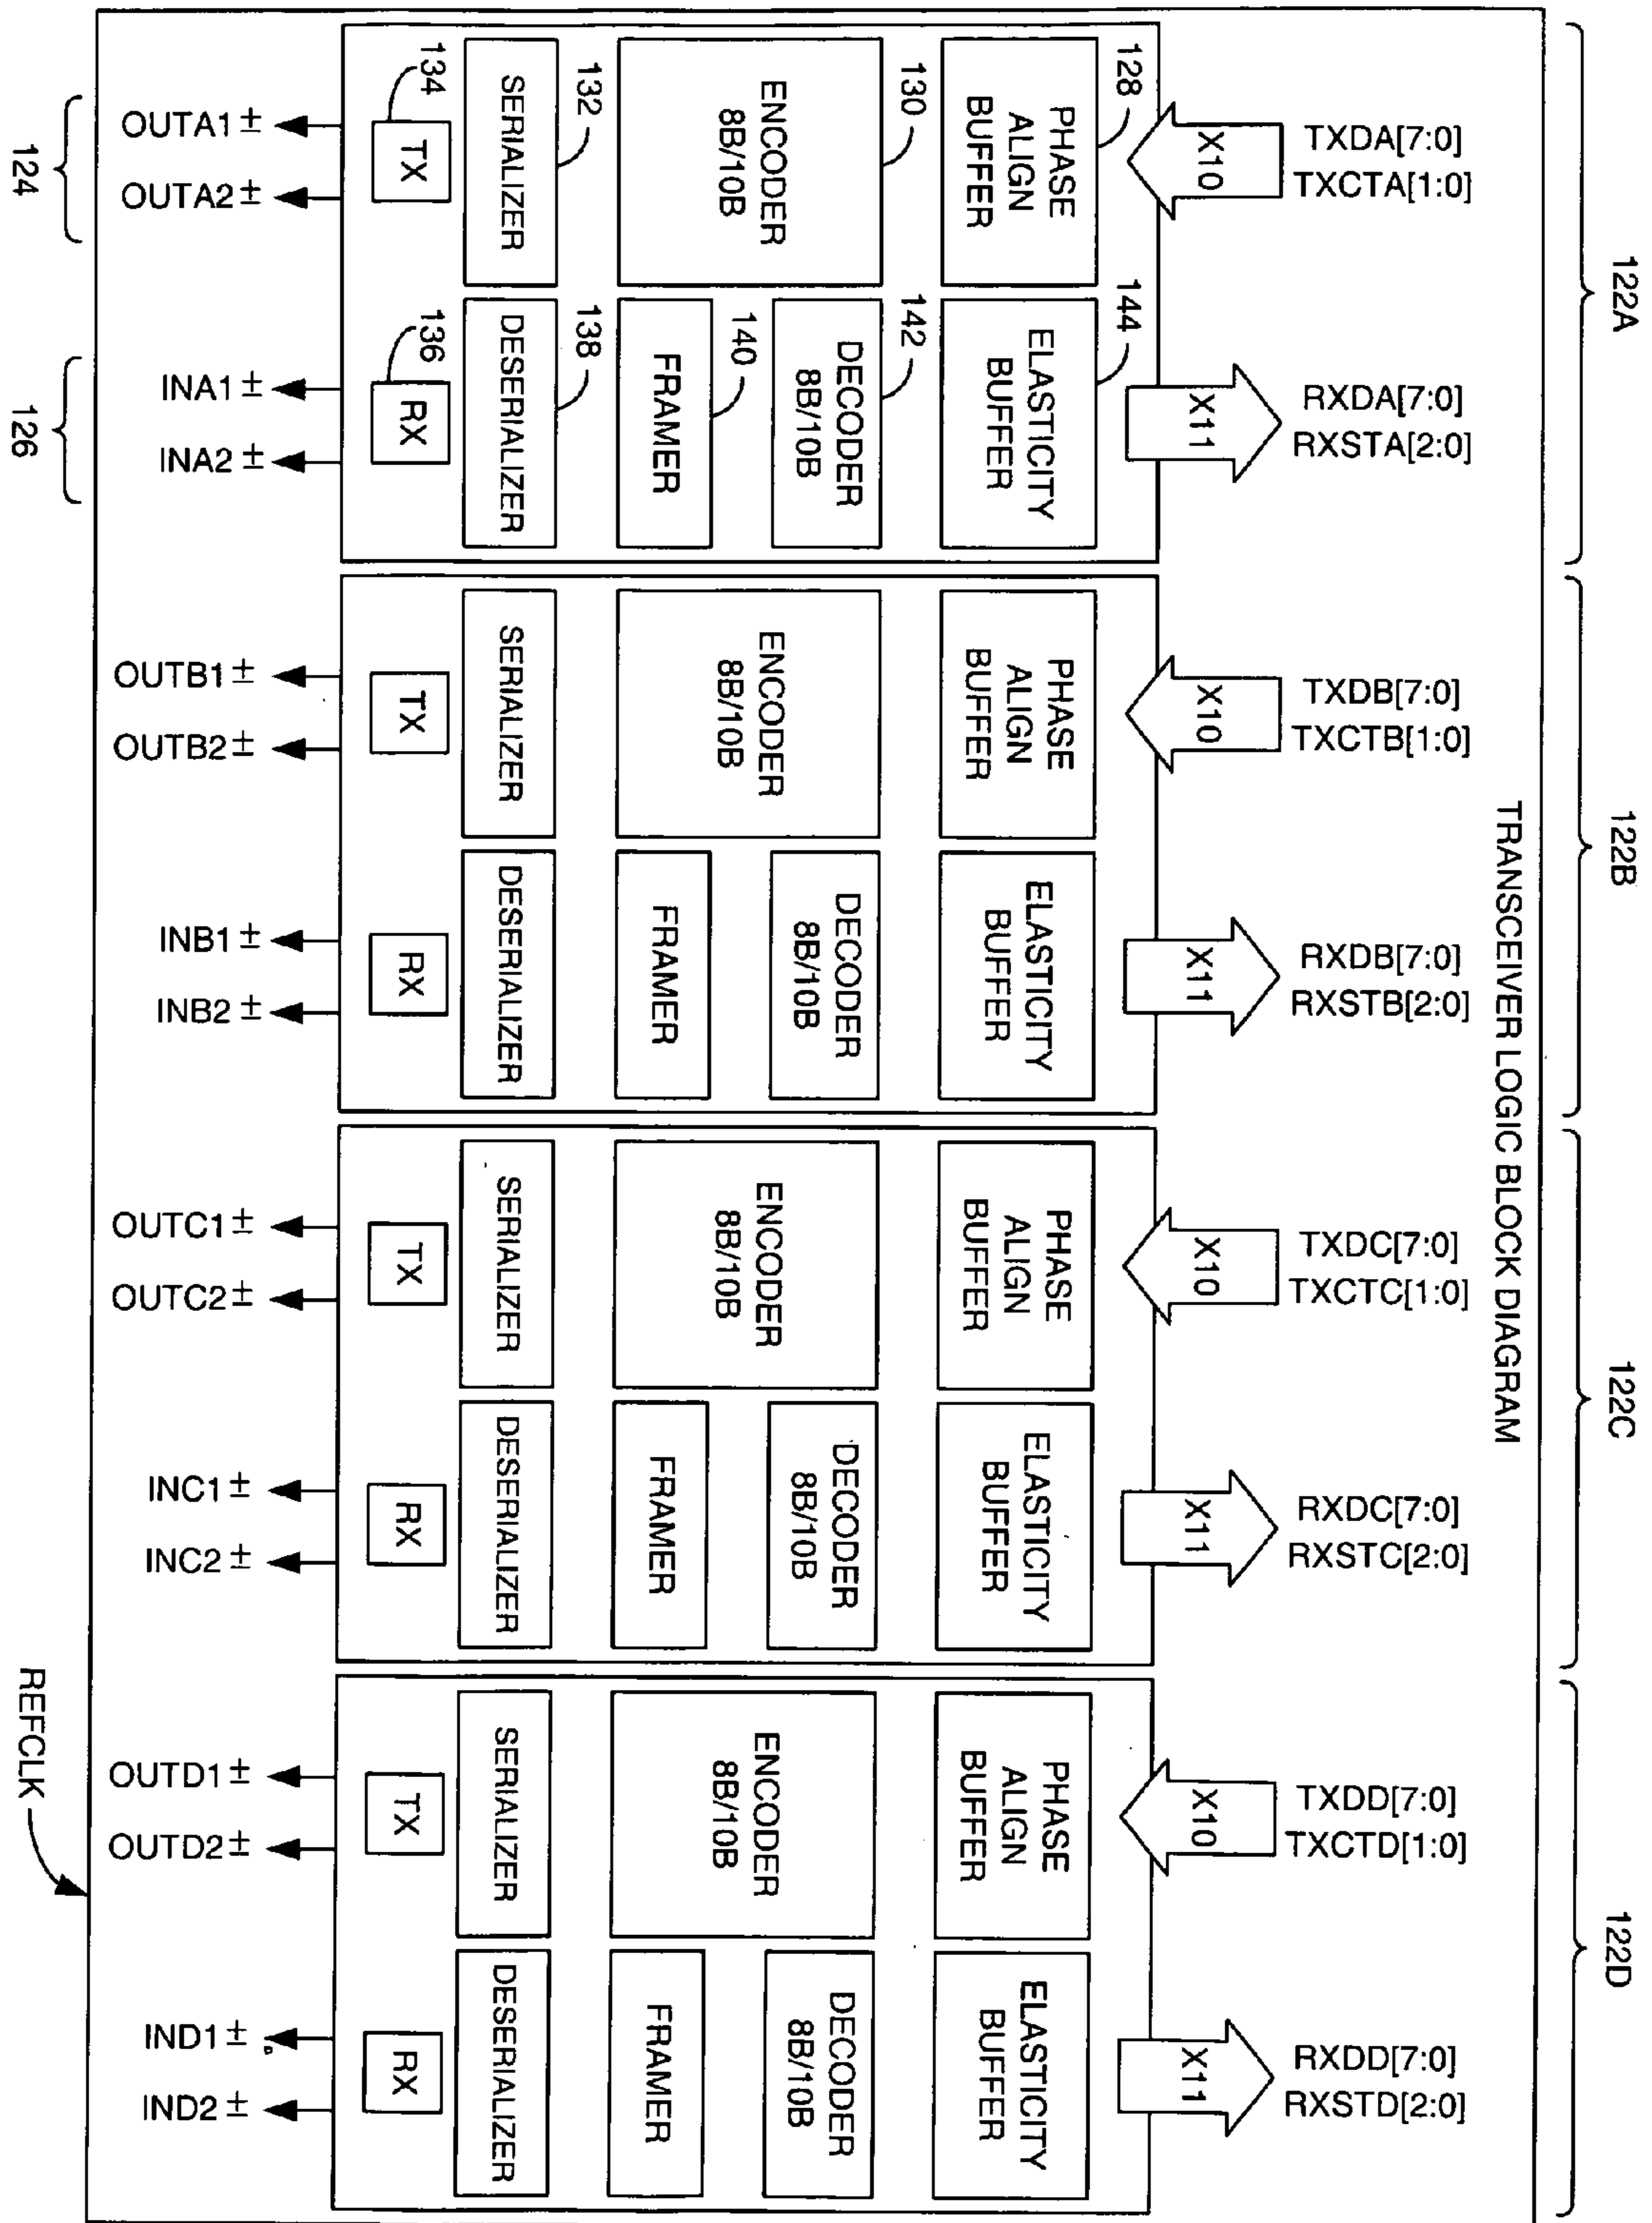 122A
122B
122C
122D
TRANSCEIVER LOGIC BLOCK DIAGRAM
TXDA[7:0]
TXCTA[1:0]
X10
128
PHASE
ALIGN
BUFFER
130
ENCODER
8B/10B
132
SERIALIZER
134
TX
OUTA1±
OUTA2±
124
RXDA[7:0]
RXSTA[2:0]
X11
144
ELASTICITY
BUFFER
142
DECODER
8B/10B
140
FRAMER
138
DESERIALIZER
136
RX
INA1±
INA2±
126
TXDB[7:0]
TXCTB[1:0]
X10
PHASE
ALIGN
BUFFER
ENCODER
8B/10B
SERIALIZER
TX
OUTB1±
OUTB2±
RXDB[7:0]
RXSTB[2:0]
X11
ELASTICITY
BUFFER
DECODER
8B/10B
FRAMER
DESERIALIZER
RX
INB1±
INB2±
TXDC[7:0]
TXCTC[1:0]
X10
PHASE
ALIGN
BUFFER
ENCODER
8B/10B
SERIALIZER
TX
OUTC1±
OUTC2±
RXDC[7:0]
RXSTC[2:0]
X11
ELASTICITY
BUFFER
DECODER
8B/10B
FRAMER
DESERIALIZER
RX
INC1±
INC2±
TXDD[7:0]
TXCTD[1:0]
X10
PHASE
ALIGN
BUFFER
ENCODER
8B/10B
SERIALIZER
TX
OUTD1±
OUTD2±
RXDD[7:0]
RXSTD[2:0]
X11
ELASTICITY
BUFFER
DECODER
8B/10B
FRAMER
DESERIALIZER
RX
IND1±
IND2±
REFCLK